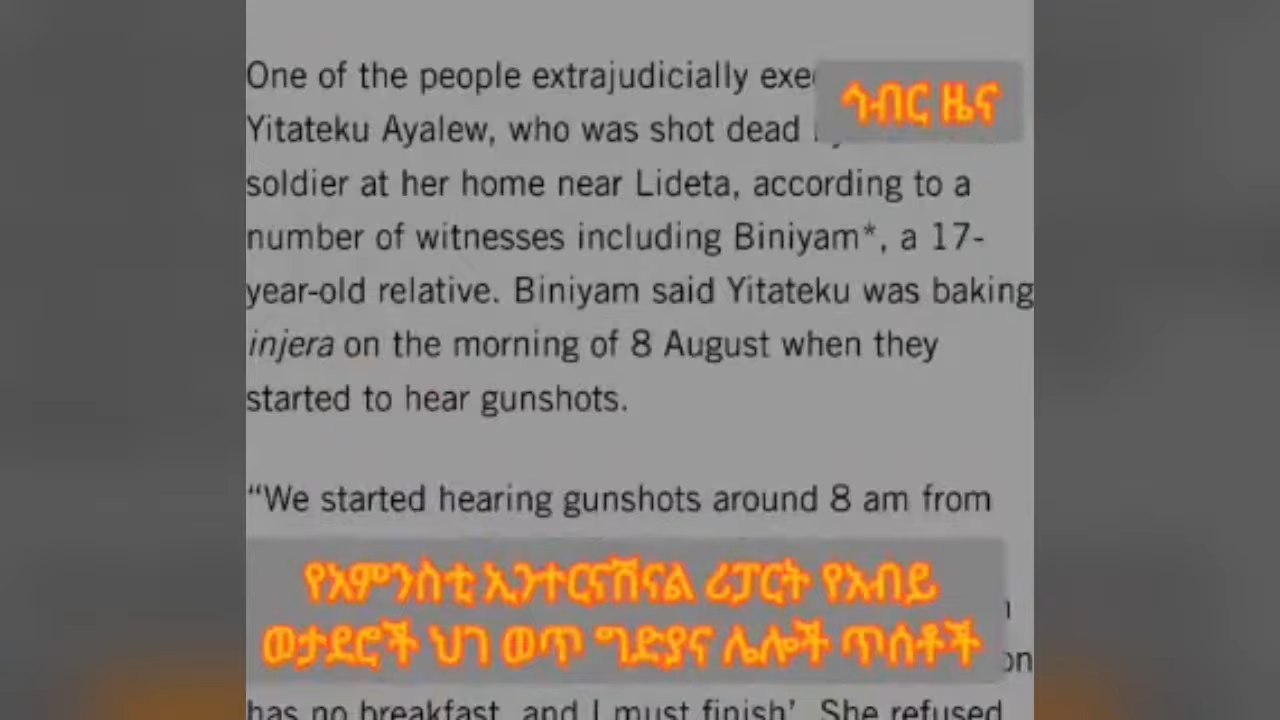 One of the people extrajudicially
ኅብር ዜና
Yitateku Ayalew, who was shot dead
soldier at her home near Lideta, according to a
number of witnesses including Biniyam*, a 17-
year-old relative. Biniyam said Yitateku was baking
injera on the morning of 8 August when they
started to hear gunshots.
“We started hearing gunshots around 8 am from
የአምንስቲ ኢንተርናሽናል ሪፓርት የአብይ
ወታደሮች ህገ ወጥ ግድያና ሌሎች ጥሰቶች
has no breakfast, and I must finish’. She refused